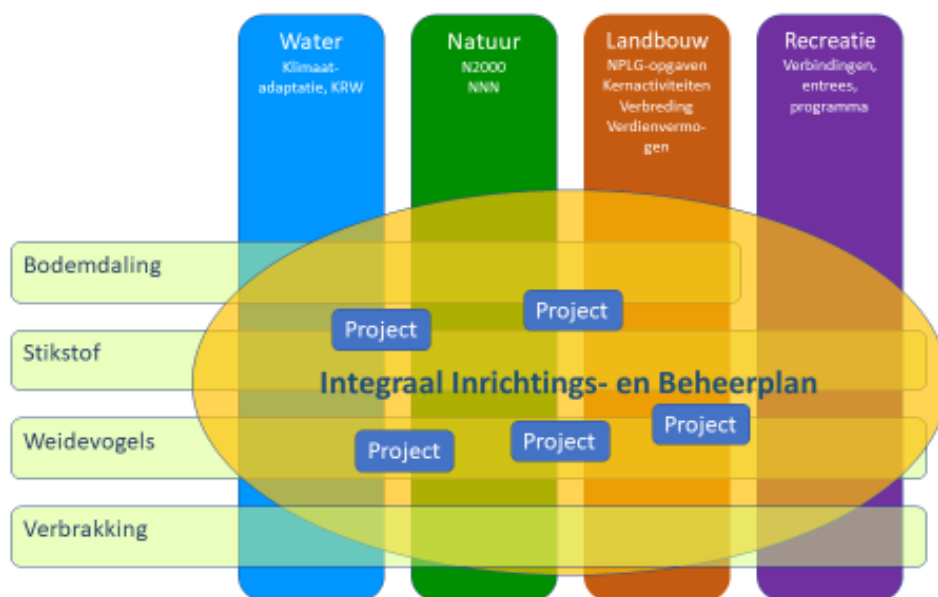 Water
Klimaat-
adaptatie, KRW
Natuur
N2000
NNN
Landbouw
NPLG-opgaven
Kernactiviteiten
Verbreding
Verdienvermo-
gen
Recreatie
Verbindingen,
entrees,
programma
Bodemdaling
Project
Project
Stikstof
Integraal Inrichtings- en Beheerplan
Weidevogels
Project
Project
Project
Verbrakking